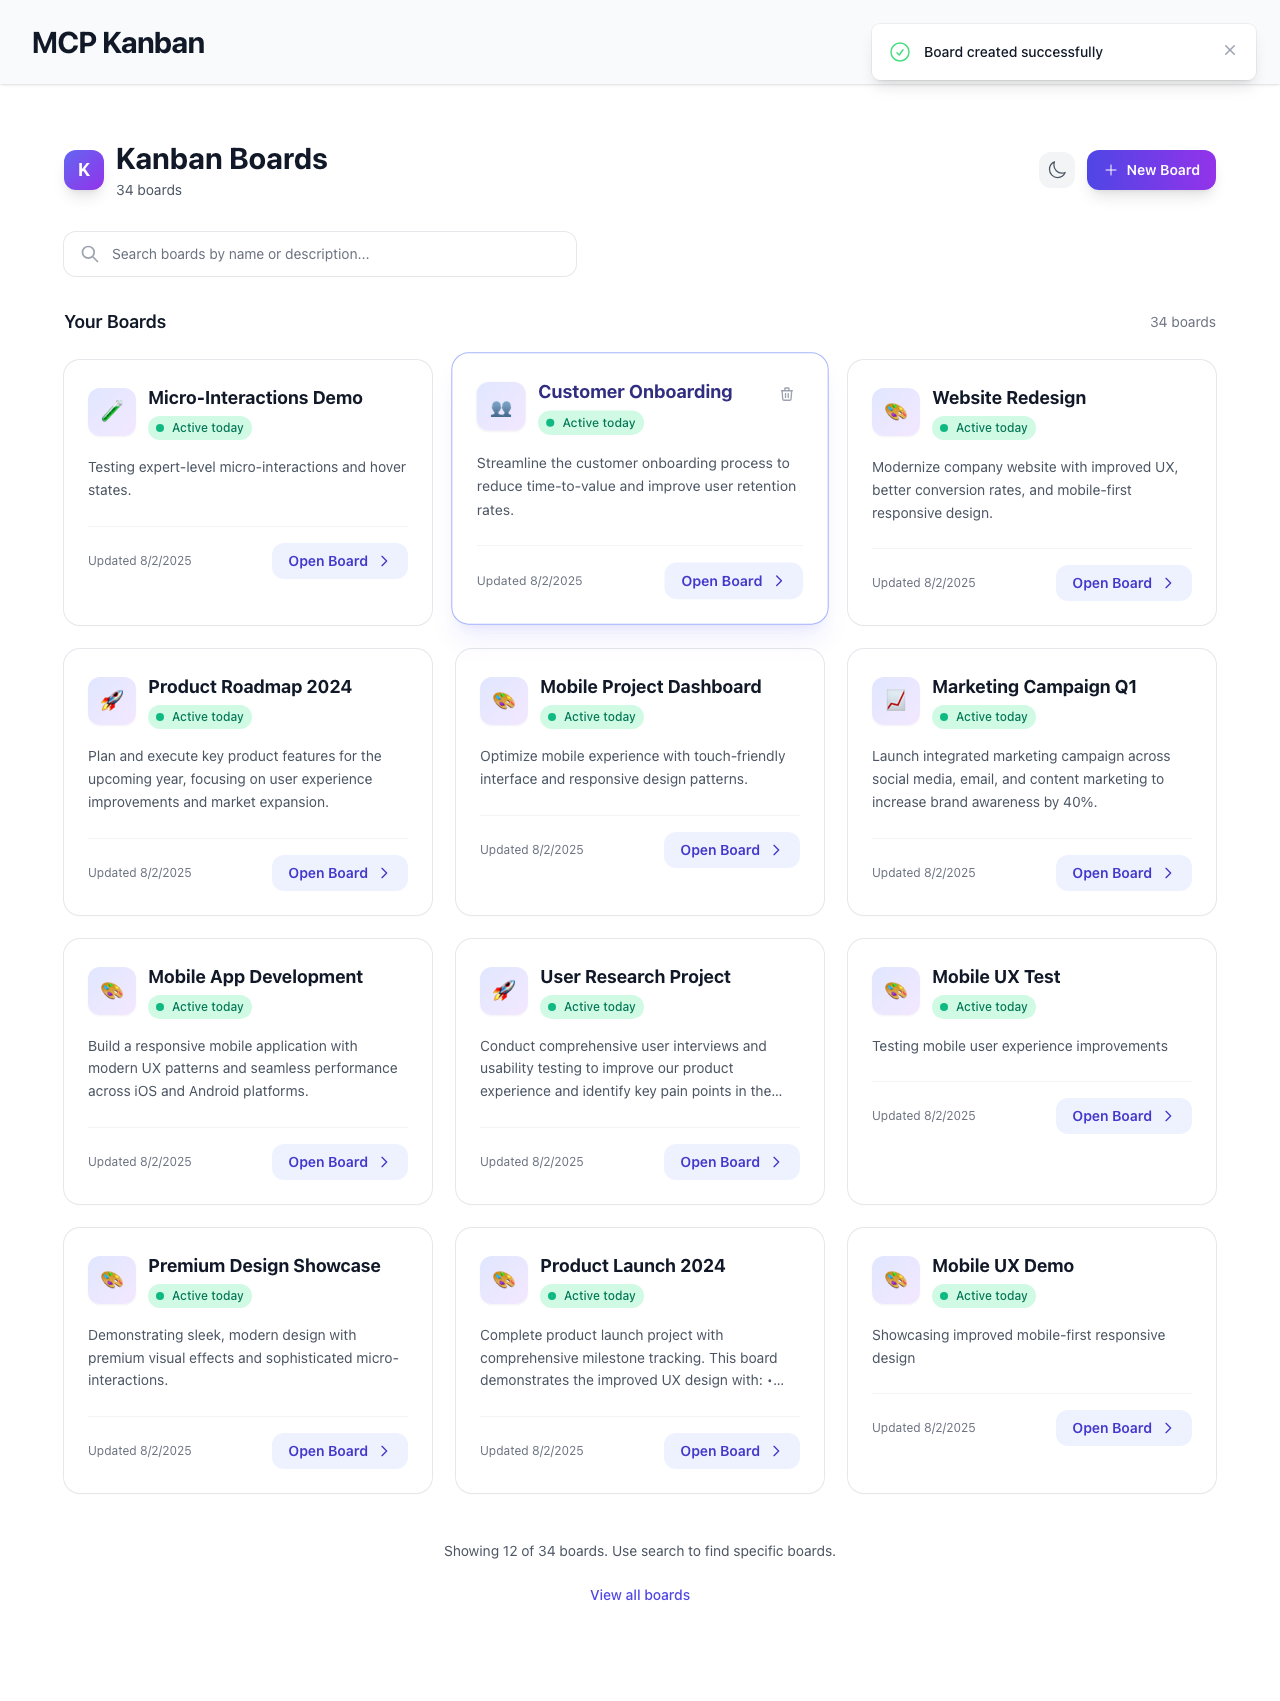 MCP Kanban
Board created successfully
K
Kanban Boards
34 boards
New Board
Search boards by name or description...
Your Boards
34 boards
Micro-Interactions Demo
Active today
Testing expert-level micro-interactions and hover
states.
Updated 8/2/2025
Open Board
Customer Onboarding
Active today
Streamline the customer onboarding process to
reduce time-to-value and improve user retention
rates.
Updated 8/2/2025
Open Board
Website Redesign
Active today
Modernize company website with improved UX,
better conversion rates, and mobile-first
responsive design.
Updated 8/2/2025
Open Board
Product Roadmap 2024
Active today
Plan and execute key product features for the
upcoming year, focusing on user experience
improvements and market expansion.
Updated 8/2/2025
Open Board
Mobile Project Dashboard
Active today
Optimize mobile experience with touch-friendly
interface and responsive design patterns.
Updated 8/2/2025
Open Board
Marketing Campaign Q1
Active today
Launch integrated marketing campaign across
social media, email, and content marketing to
increase brand awareness by 40%.
Updated 8/2/2025
Open Board
Mobile App Development
Active today
Build a responsive mobile application with
modern UX patterns and seamless performance
across iOS and Android platforms.
Updated 8/2/2025
Open Board
User Research Project
Active today
Conduct comprehensive user interviews and
usability testing to improve our product
experience and identify key pain points in the...
Updated 8/2/2025
Open Board
Mobile UX Test
Active today
Testing mobile user experience improvements
Updated 8/2/2025
Open Board
Premium Design Showcase
Active today
Demonstrating sleek, modern design with
premium visual effects and sophisticated micro-
interactions.
Updated 8/2/2025
Open Board
Product Launch 2024
Active today
Complete product launch project with
comprehensive milestone tracking. This board
demonstrates the improved UX design with: •...
Updated 8/2/2025
Open Board
Mobile UX Demo
Active today
Showcasing improved mobile-first responsive
design
Updated 8/2/2025
Open Board
Showing 12 of 34 boards. Use search to find specific boards.
View all boards